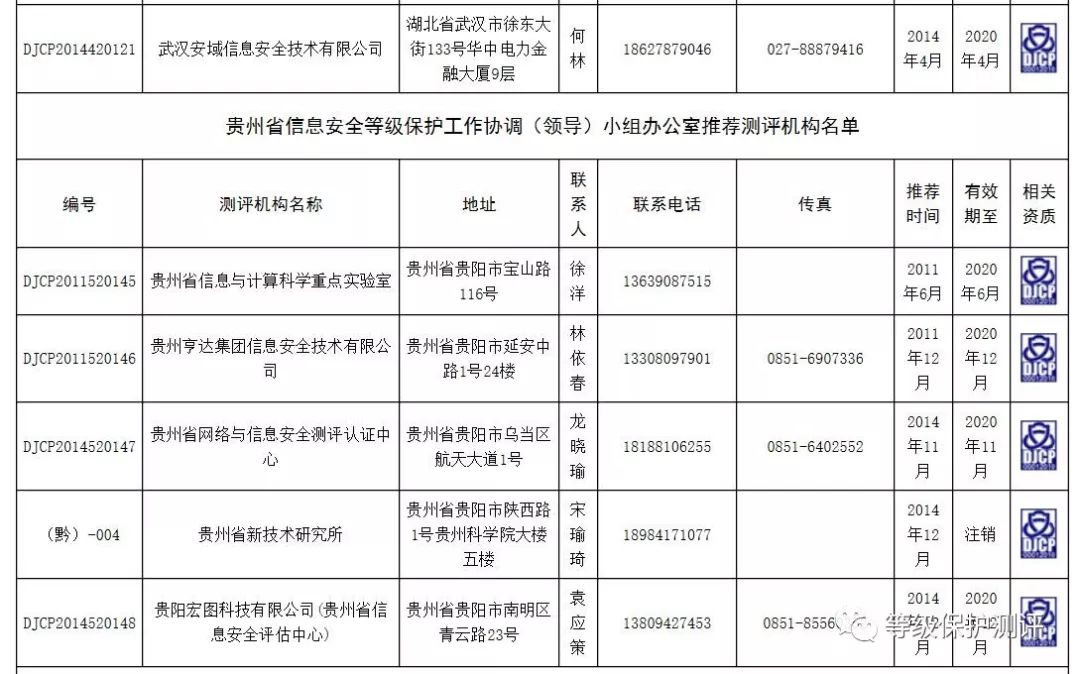 DJCP2014420121 武汉安域信息安全技术有限公司 湖北省武汉市徐东大街133号华中电力金融大厦9层 何林 18627879046 027-88879416 2014年4月 2020年4月 DJCP
贵州省信息安全等级保护工作协调（领导）小组办公室推荐测评机构名单
编号 测评机构名称 地址 联系人 联系电话 传真 推荐时间 有效期至 相关资质
DJCP2011520145 贵州省信息与计算科学重点实验室 贵州省贵阳市宝山路116号 徐洋 13639087515 2011年6月 2020年6月 DJCP
DJCP2011520146 贵州亨达集团信息安全技术有限公司 贵州省贵阳市延安中路1号24楼 林依春 13308097901 0851-6907336 2011年12月 2020年12月 DJCP
DJCP2014520147 贵州省网络与信息安全测评认证中心 贵州省贵阳市乌当区航天大道1号 龙晓瑜 18188106255 0851-6402552 2014年11月 2020年11月 DJCP
（黔）-004 贵州省新技术研究所 贵州省贵阳市陕西路1号贵州科学院大楼五楼 宋瑜琦 18984171077 2014年12月 注销 DJCP
DJCP2014520148 贵阳宏图科技有限公司(贵州省信息安全评估中心) 贵州省贵阳市南明区青云路23号 袁应策 13809427453 0851-8556 2014 月 2020 月 DJCP
等级保护测评